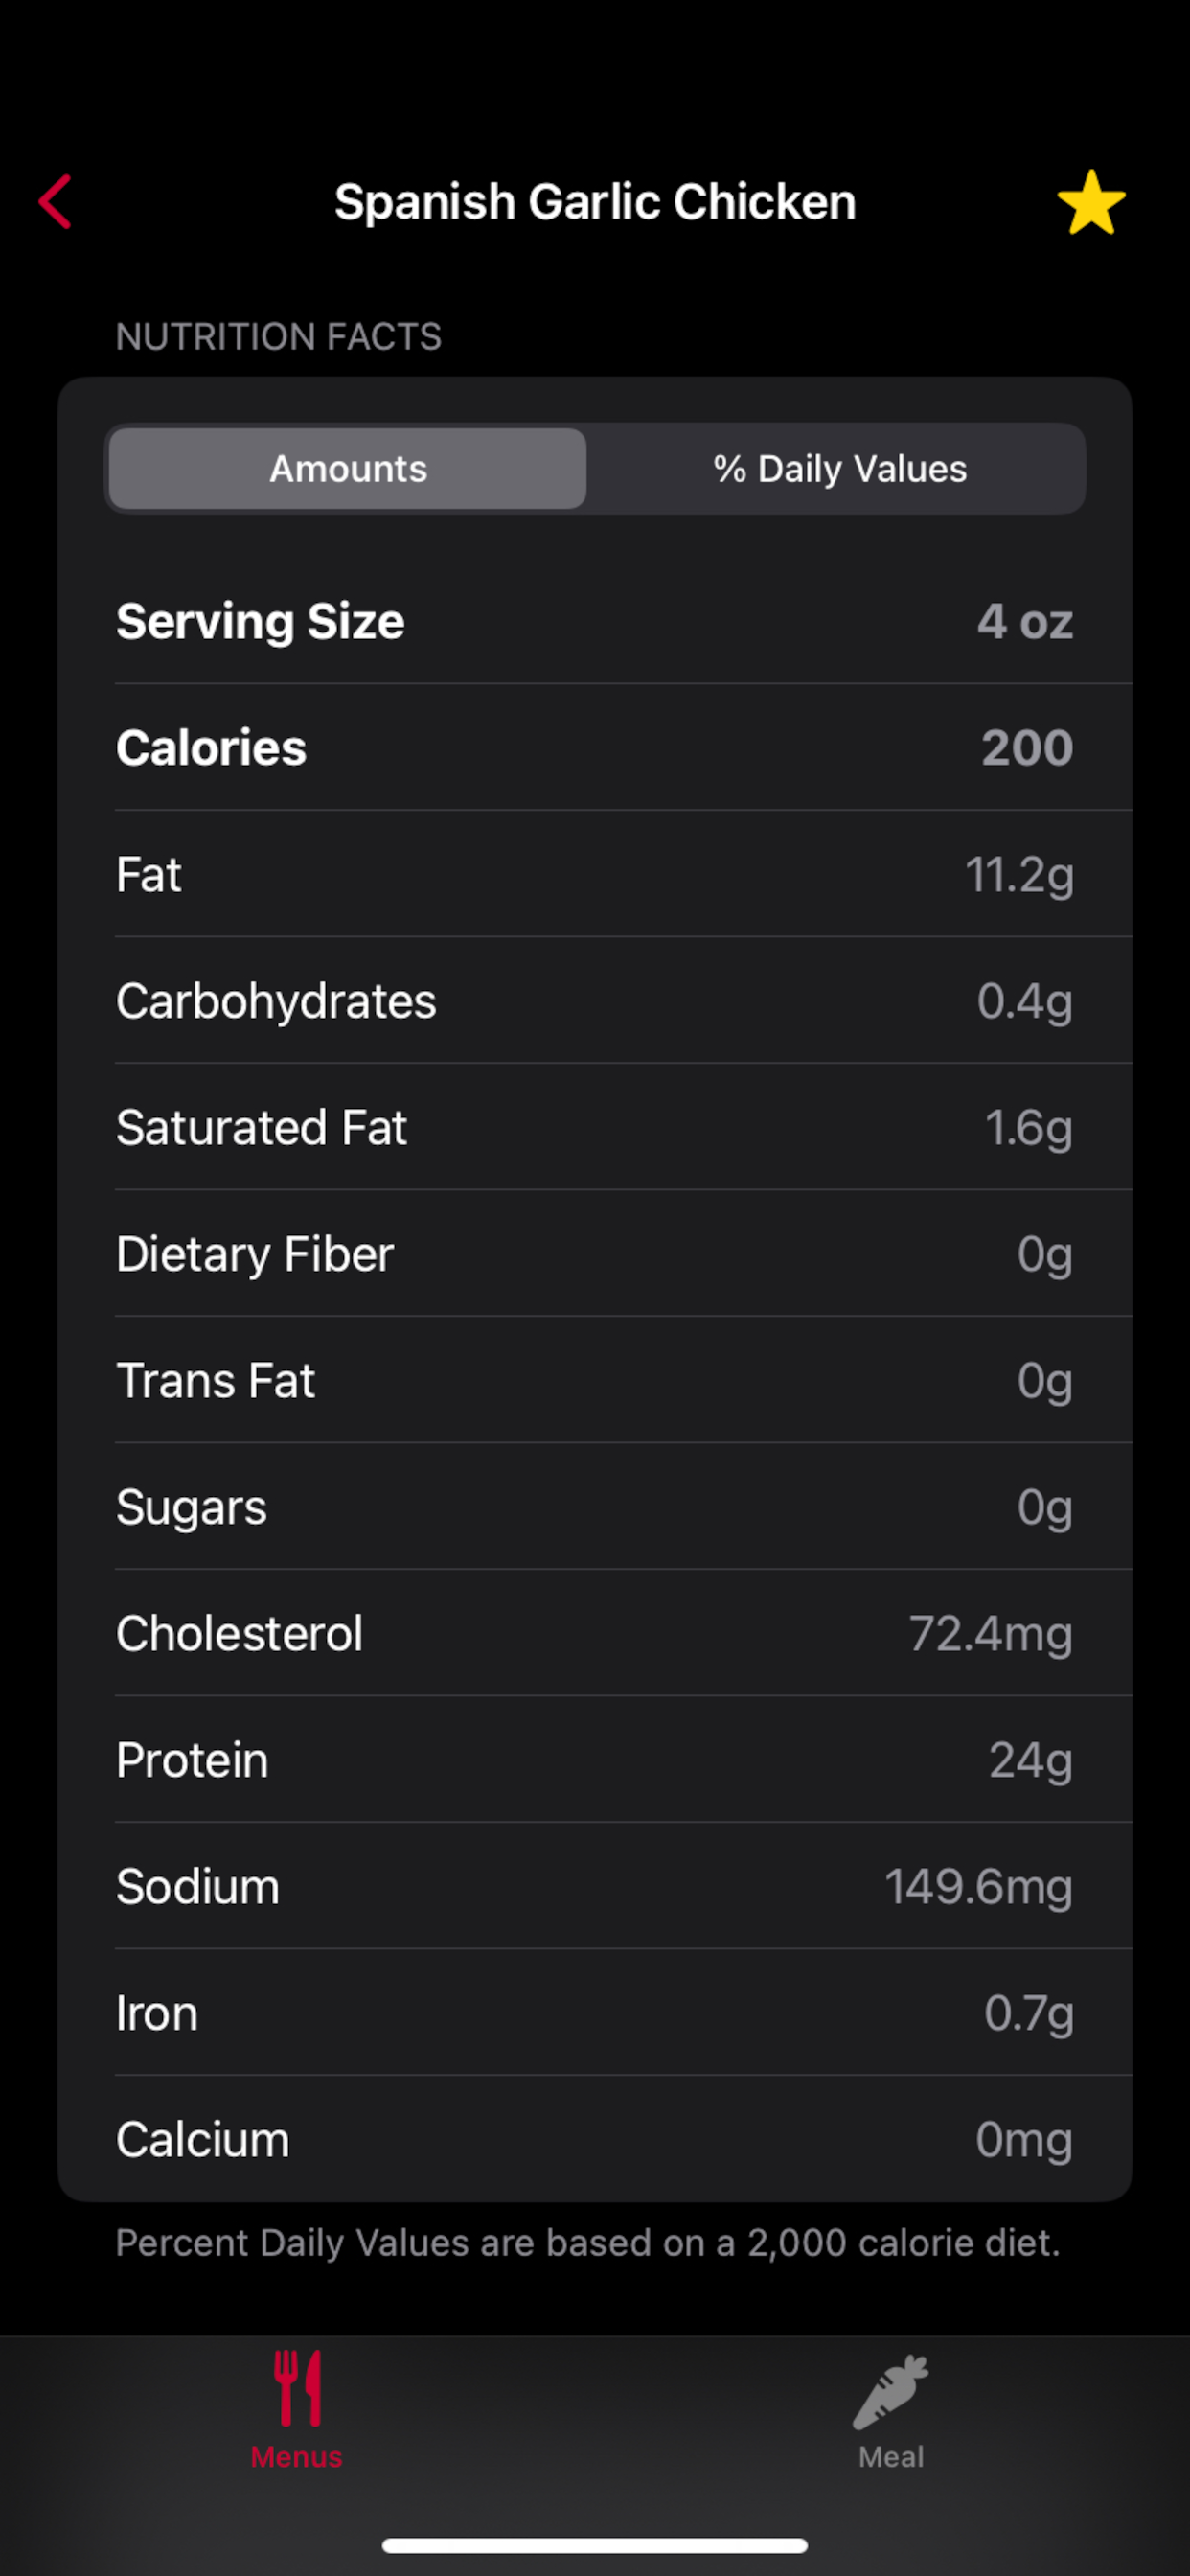 Spanish Garlic Chicken
NUTRITION FACTS
Amounts % Daily Values
Serving Size 4 oz
Calories 200
Fat 11.2g
Carbohydrates 0.4g
Saturated Fat 1.6g
Dietary Fiber 0g
Trans Fat 0g
Sugars 0g
Cholesterol 72.4mg
Protein 24g
Sodium 149.6mg
Iron 0.7g
Calcium 0mg
Percent Daily Values are based on a 2,000 calorie diet.
Menus Meal